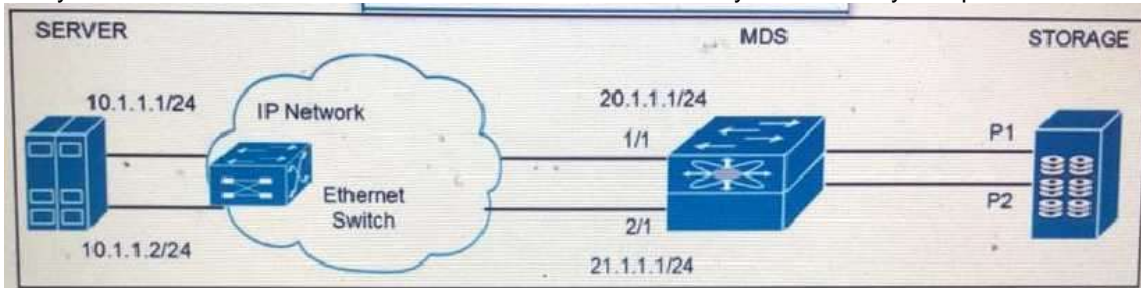 SERVER
MDS
STORAGE
10.1.1.1/24
IP Network
20.1.1.1/24
1/1
P1
Ethernet
Switch
P2
2/1
10.1.1.2/24
21.1.1.1/24